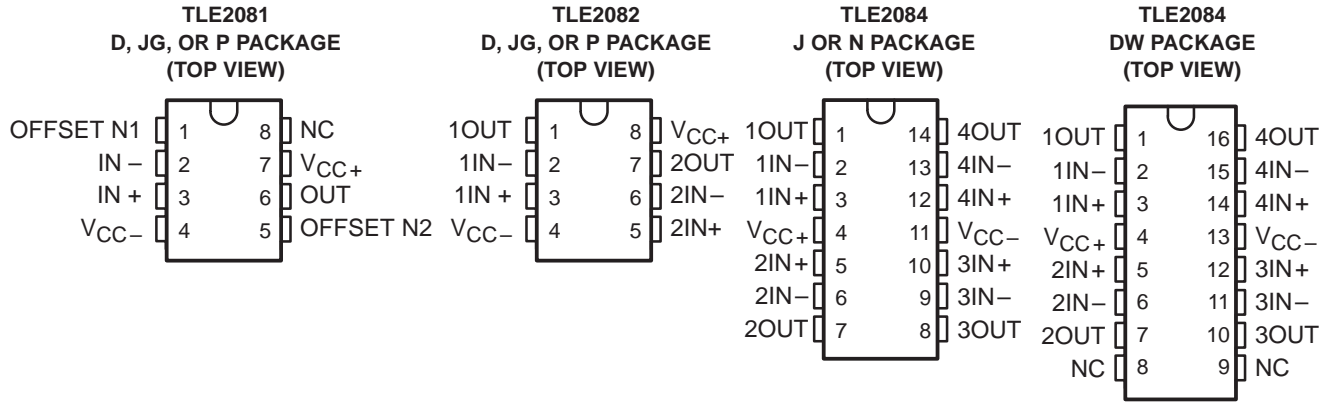 TLE2081
D, JG, OR P PACKAGE
(TOP VIEW)
OFFSET N1 1 8 NC
IN – 2 7 VCC+
IN + 3 6 OUT
VCC– 4 5 OFFSET N2
TLE2082
D, JG, OR P PACKAGE
(TOP VIEW)
1OUT 1 8 VCC+
1IN– 2 7 2OUT
1IN + 3 6 2IN–
VCC– 4 5 2IN+
TLE2084
J OR N PACKAGE
(TOP VIEW)
1OUT 1 14 4OUT
1IN– 2 13 4IN–
1IN+ 3 12 4IN+
VCC+ 4 11 VCC–
2IN+ 5 10 3IN+
2IN– 6 9 3IN–
2OUT 7 8 3OUT
TLE2084
DW PACKAGE
(TOP VIEW)
1OUT 1 16 4OUT
1IN– 2 15 4IN–
1IN+ 3 14 4IN+
VCC+ 4 13 VCC–
2IN+ 5 12 3IN+
2IN– 6 11 3IN–
2OUT 7 10 3OUT
NC 8 9 NC